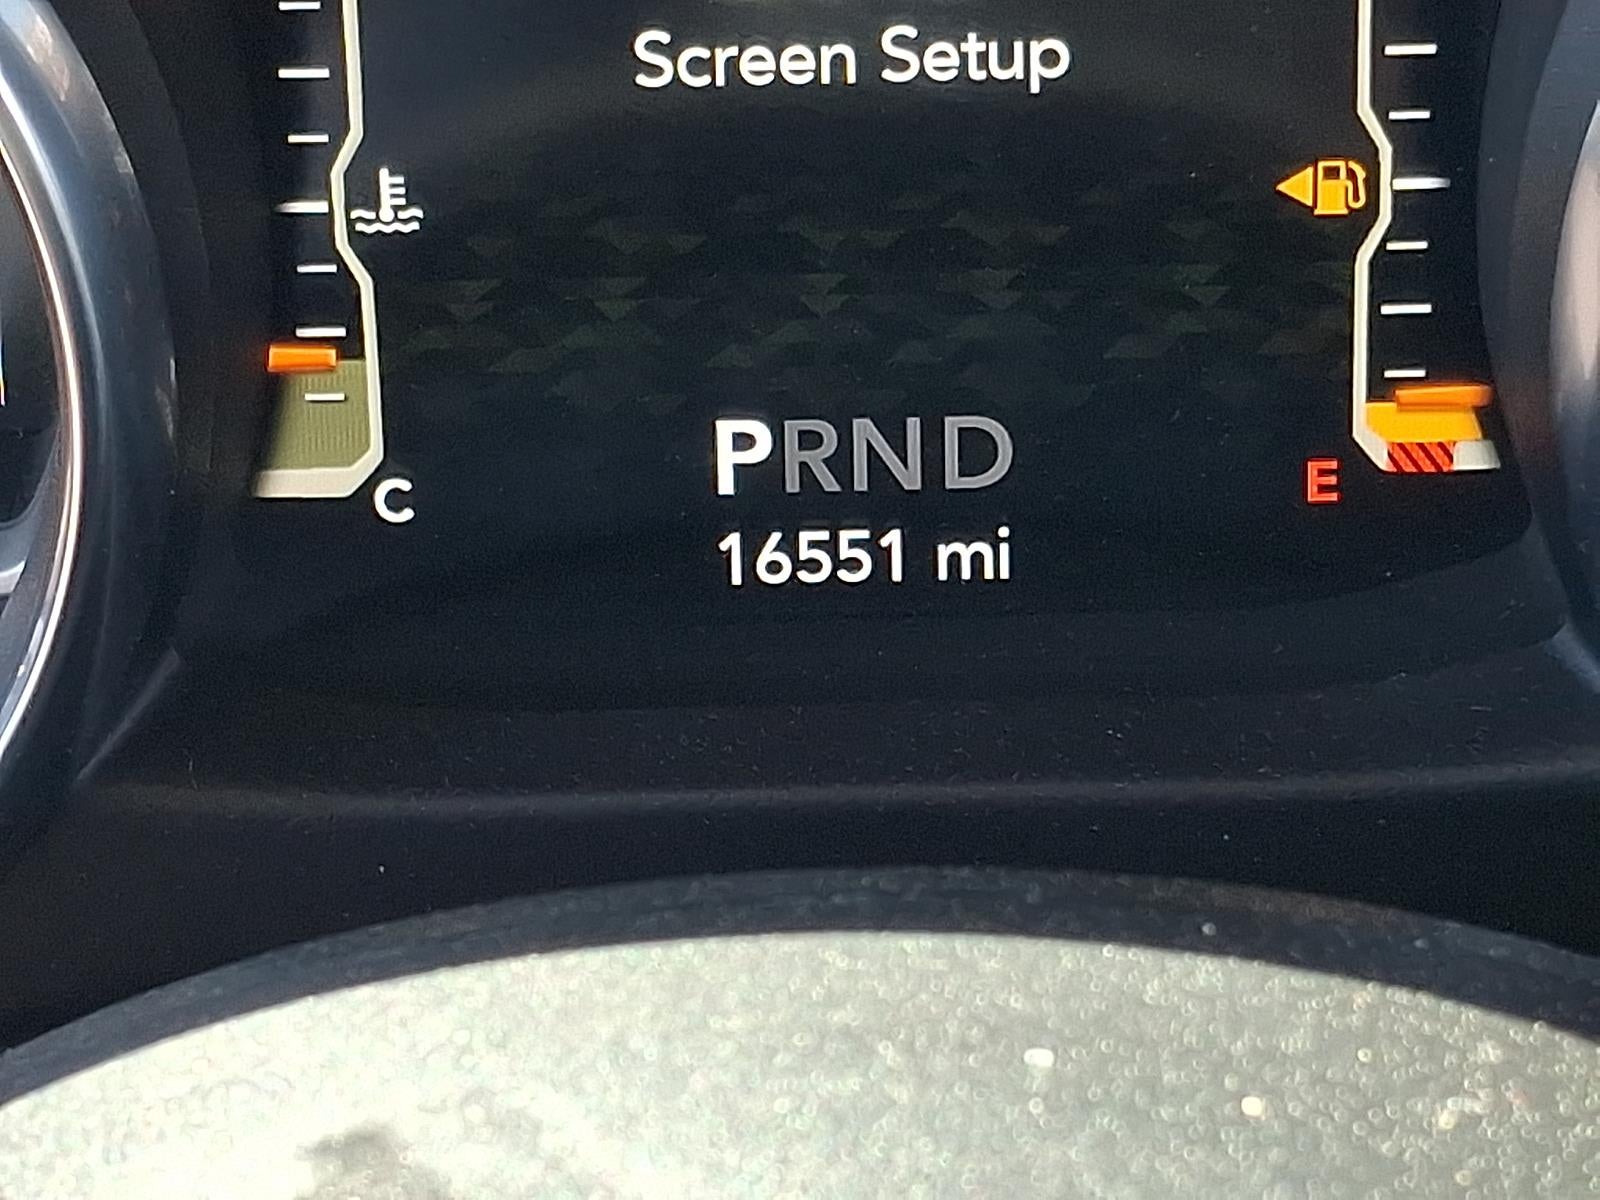 Screen Setup
C
PRND
E
16551 mi